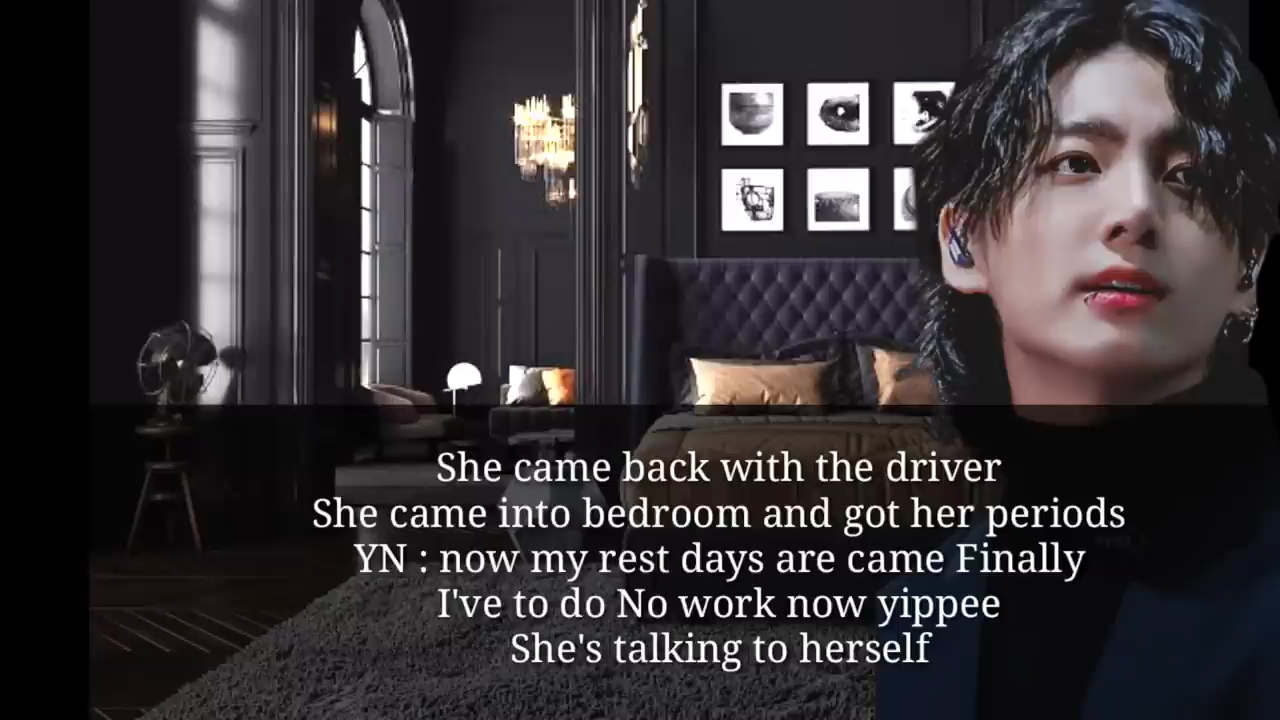 She came back with the driver
She came into bedroom and got her periods
YN : now my rest days are came Finally
I've to do No work now yippee
She's talking to herself